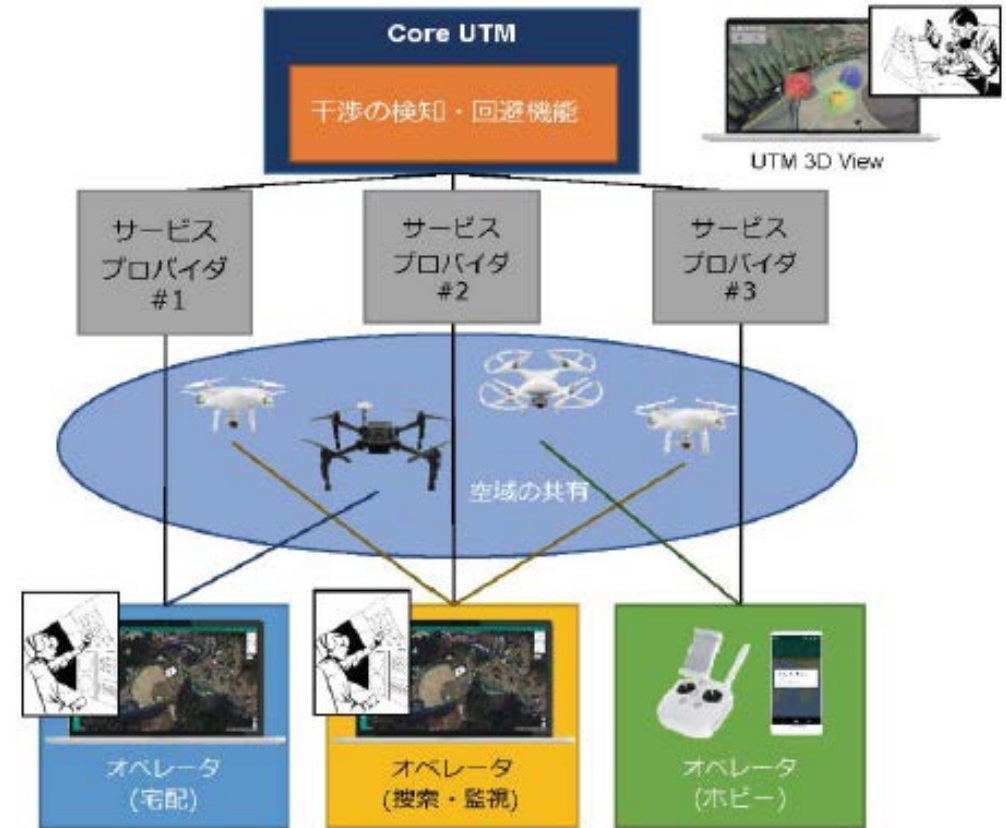 Core UTM
干渉の検知・回避機能
UTM 3D View
サービス
プロバイダ
#1
サービス
プロバイダ
#2
サービス
プロバイダ
#3
空域の共有
オペレータ
(宅配)
オペレータ
(捜索・監視)
オペレータ
(ホビー)